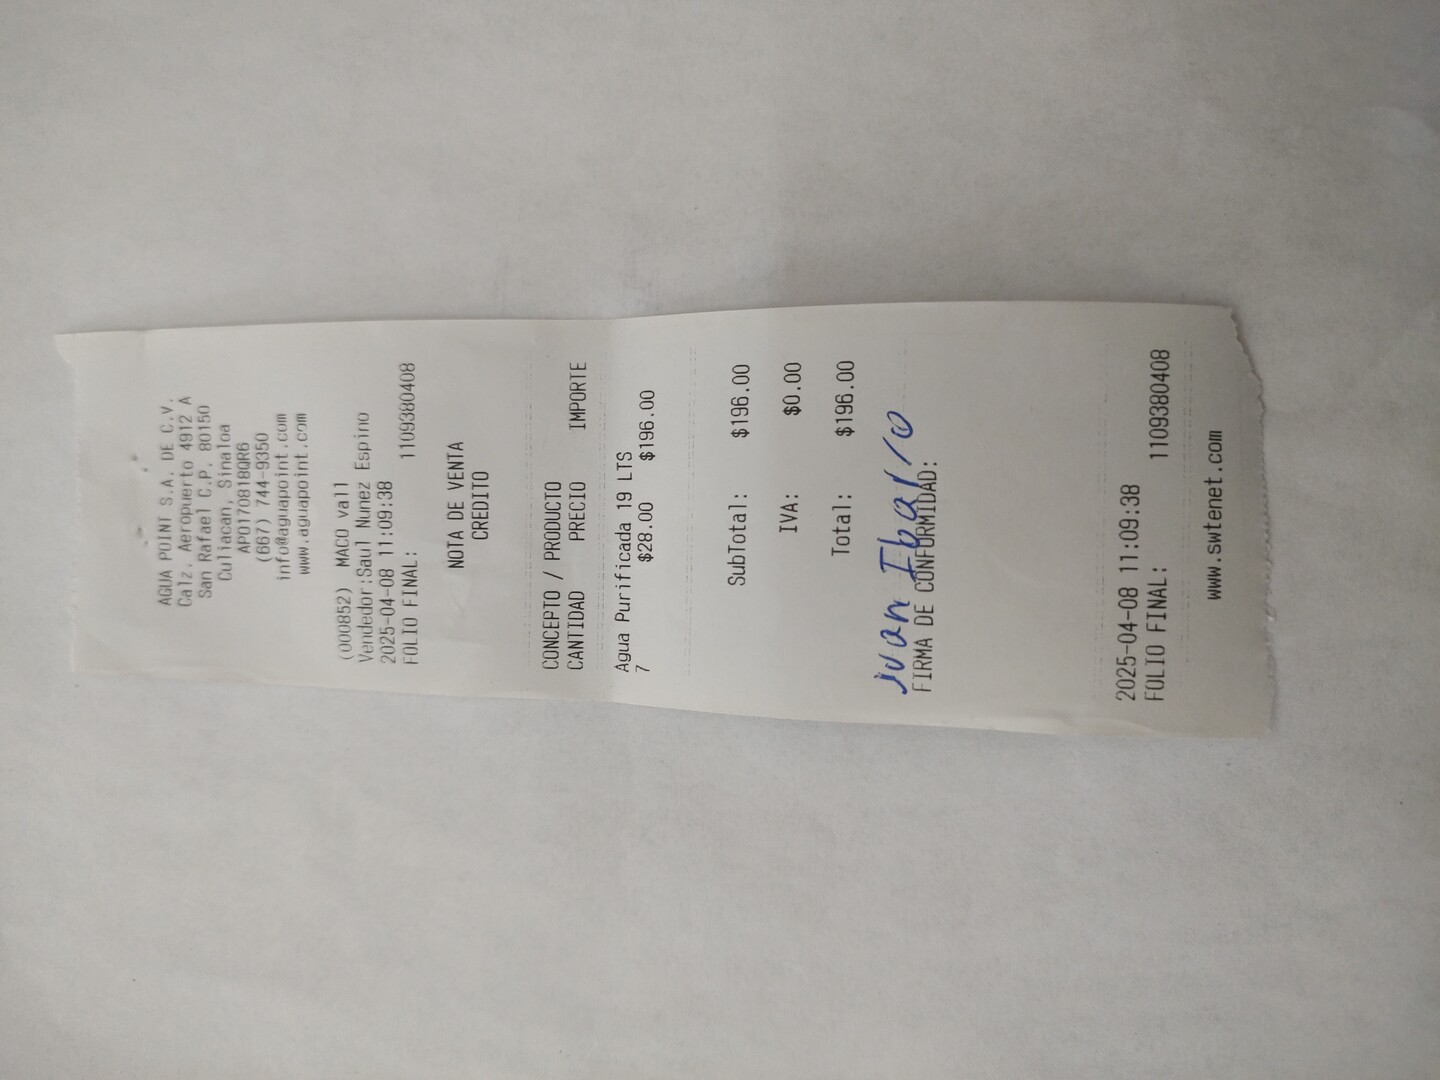 AGUA POINT S.A. DE C.V.
Calz. Aeropuerto 4912 A
San Rafael C.P. 80150
Culiacan, Sinaloa
APO170818QR6
(667) 744-9350
info@aguapoint.com
www.aguapoint.com
(000852) MACO vall
Vendedor:Saul Nunez Espino
2025-04-08 11:09:38
FOLIO FINAL: 1109380408
NOTA DE VENTA
CREDITO
CONCEPTO / PRODUCTO
CANTIDAD PRECIO IMPORTE
Agua Purificada 19 LTS
7 $28.00 $196.00
SubTotal: $196.00
IVA: $0.00
Total: $196.00
Ivan Ibarra
FIRMA DE CONFORMIDAD:
2025-04-08 11:09:38
FOLIO FINAL: 1109380408
www.swtenet.com